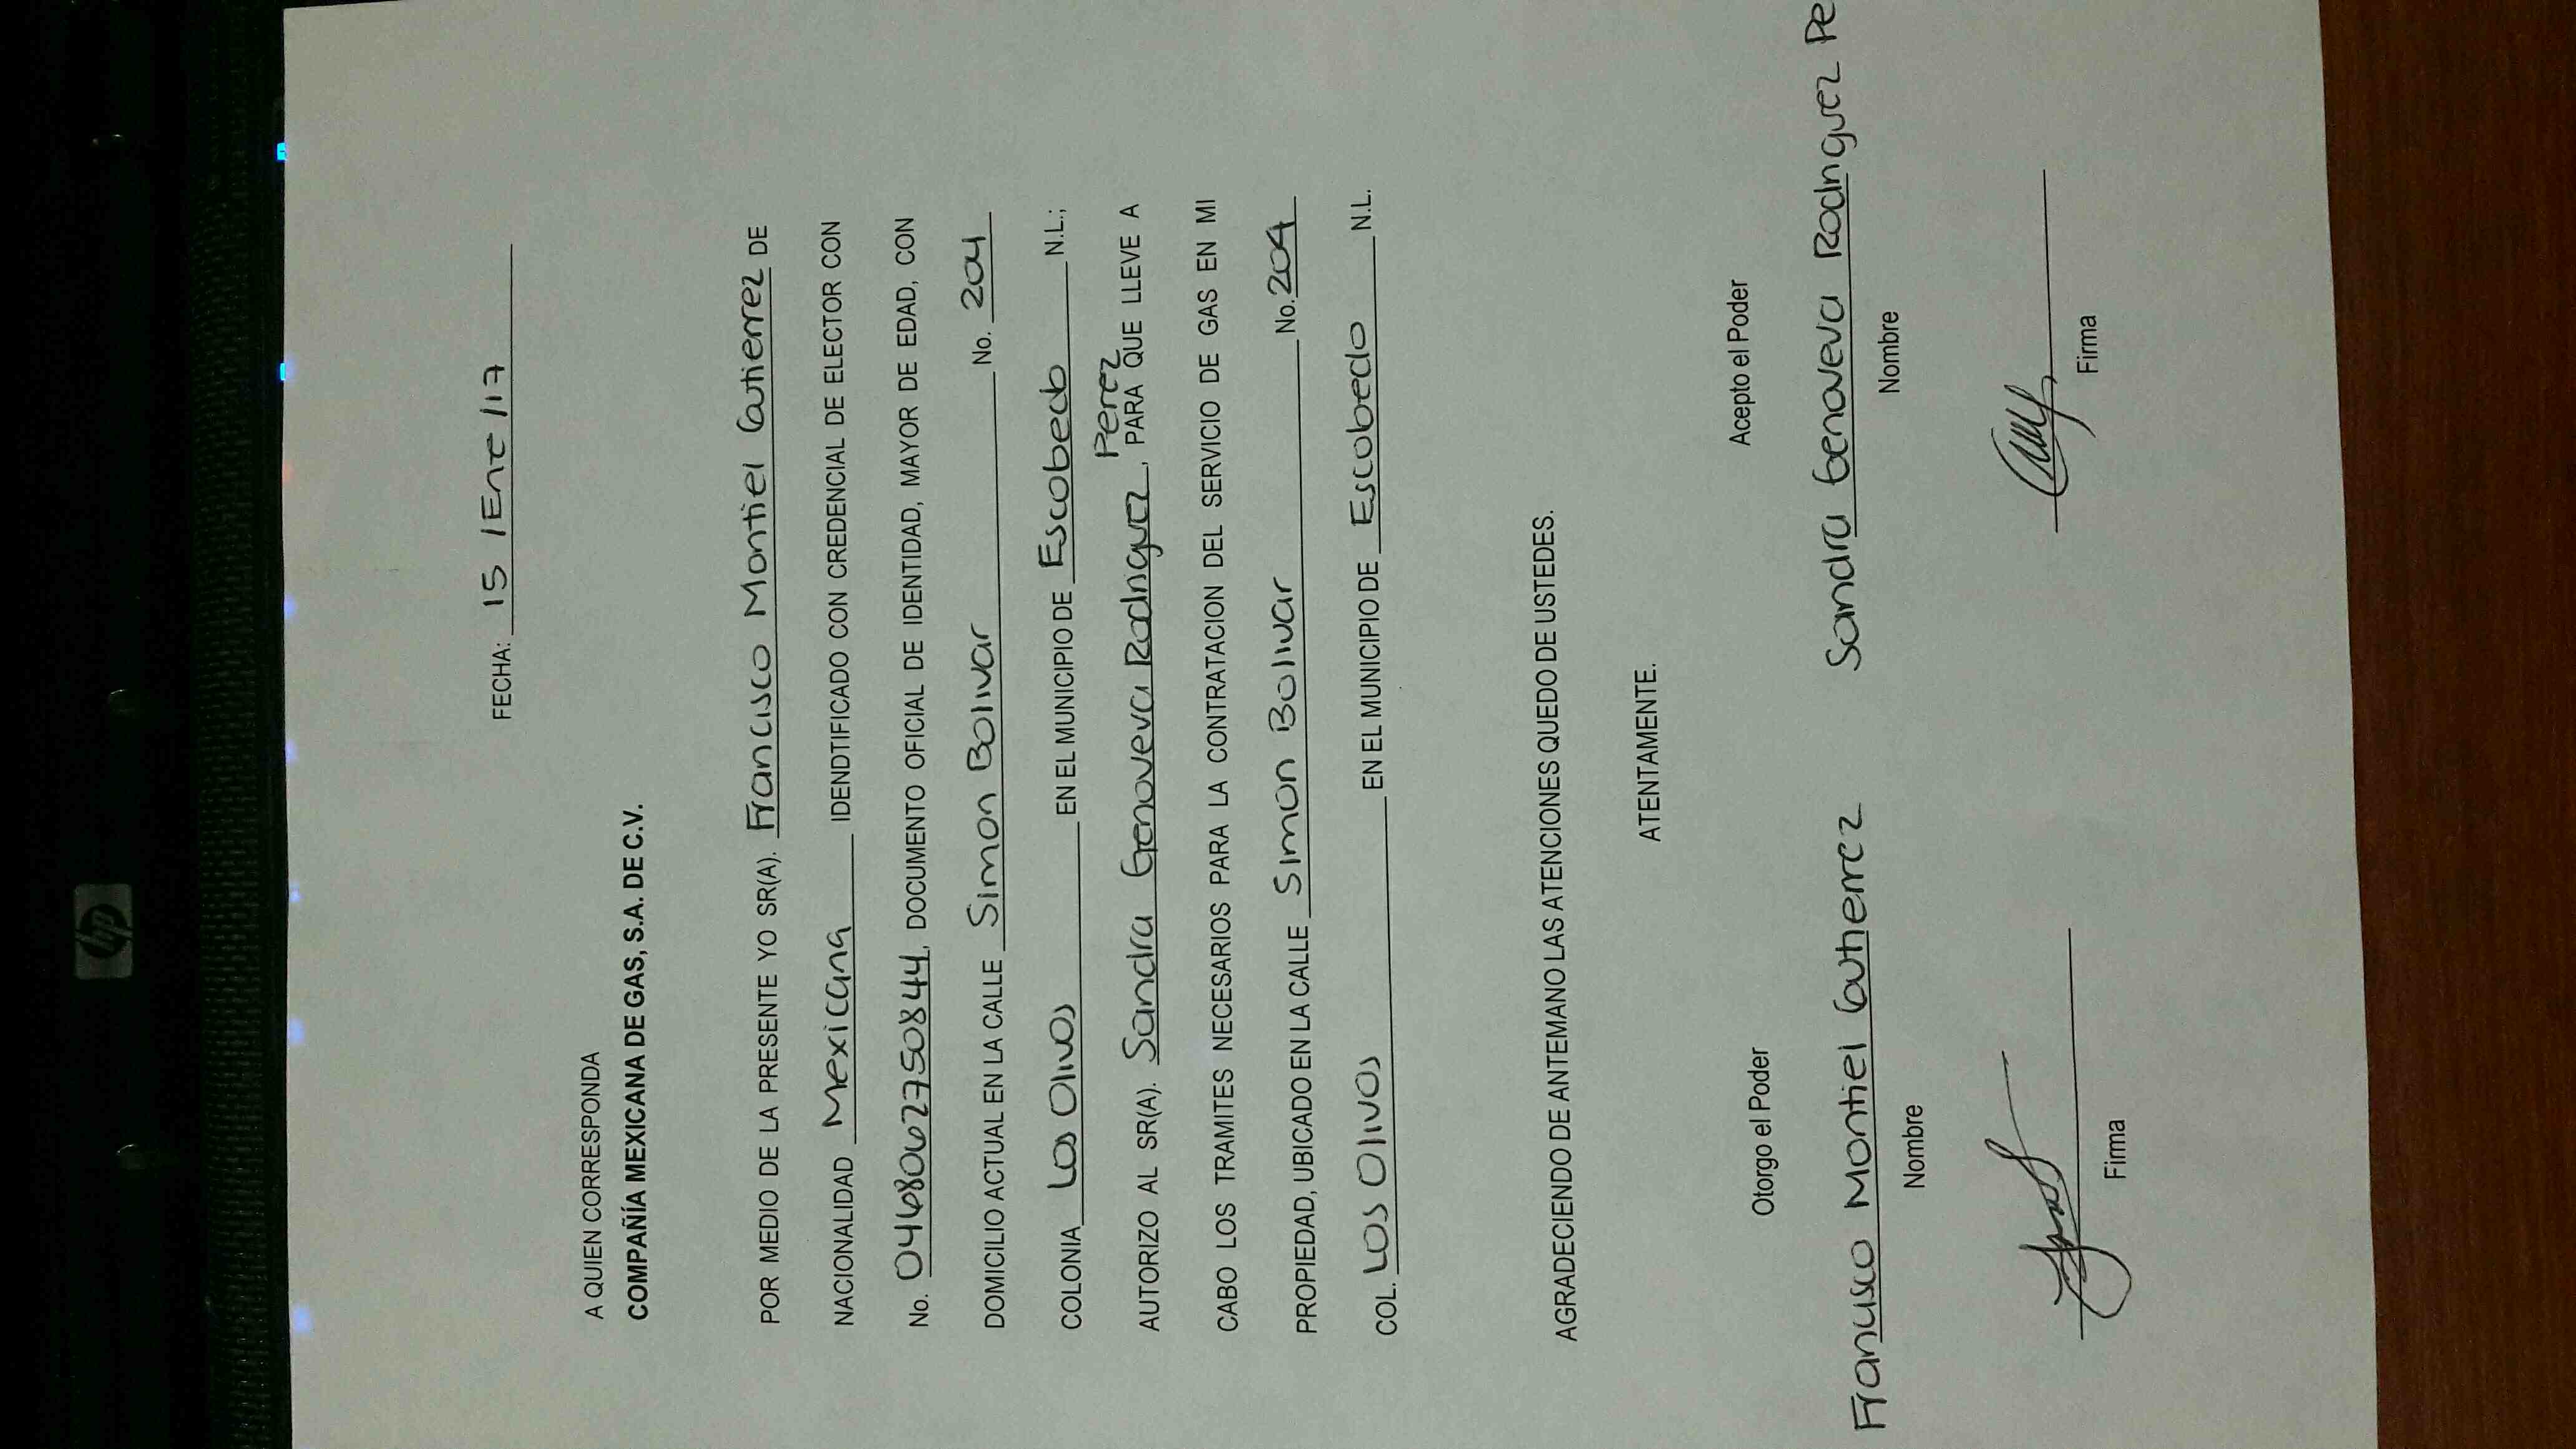 hp
FECHA: 15 /Ene /17
A QUIEN CORRESPONDA
COMPAÑÍA MEXICANA DE GAS, S.A. DE C.V.
POR MEDIO DE LA PRESENTE YO SR(A). Francisco Montiel Gutierrez DE
NACIONALIDAD Mexicana IDENDTIFICADO CON CREDENCIAL DE ELECTOR CON
No. 0468062750844, DOCUMENTO OFICIAL DE IDENTIDAD, MAYOR DE EDAD, CON
DOMICILIO ACTUAL EN LA CALLE Simon Bolivar No. 204
COLONIA Los Olivos EN EL MUNICIPIO DE Escobedo N.L.;
AUTORIZO AL SR(A). Sandra Genoveva Rodriguez Perez, PARA QUE LLEVE A
CABO LOS TRAMITES NECESARIOS PARA LA CONTRATACION DEL SERVICIO DE GAS EN MI
PROPIEDAD, UBICADO EN LA CALLE Simon Bolivar No. 204
COL. Los Olivos EN EL MUNICIPIO DE Escobedo N.L.
AGRADECIENDO DE ANTEMANO LAS ATENCIONES QUEDO DE USTEDES.
ATENTAMENTE.
Otorgo el Poder Acepto el Poder
Francisco Montiel Gutierrez Sandra Genoveva Rodriguez Pe
Nombre Nombre
Firma Firma